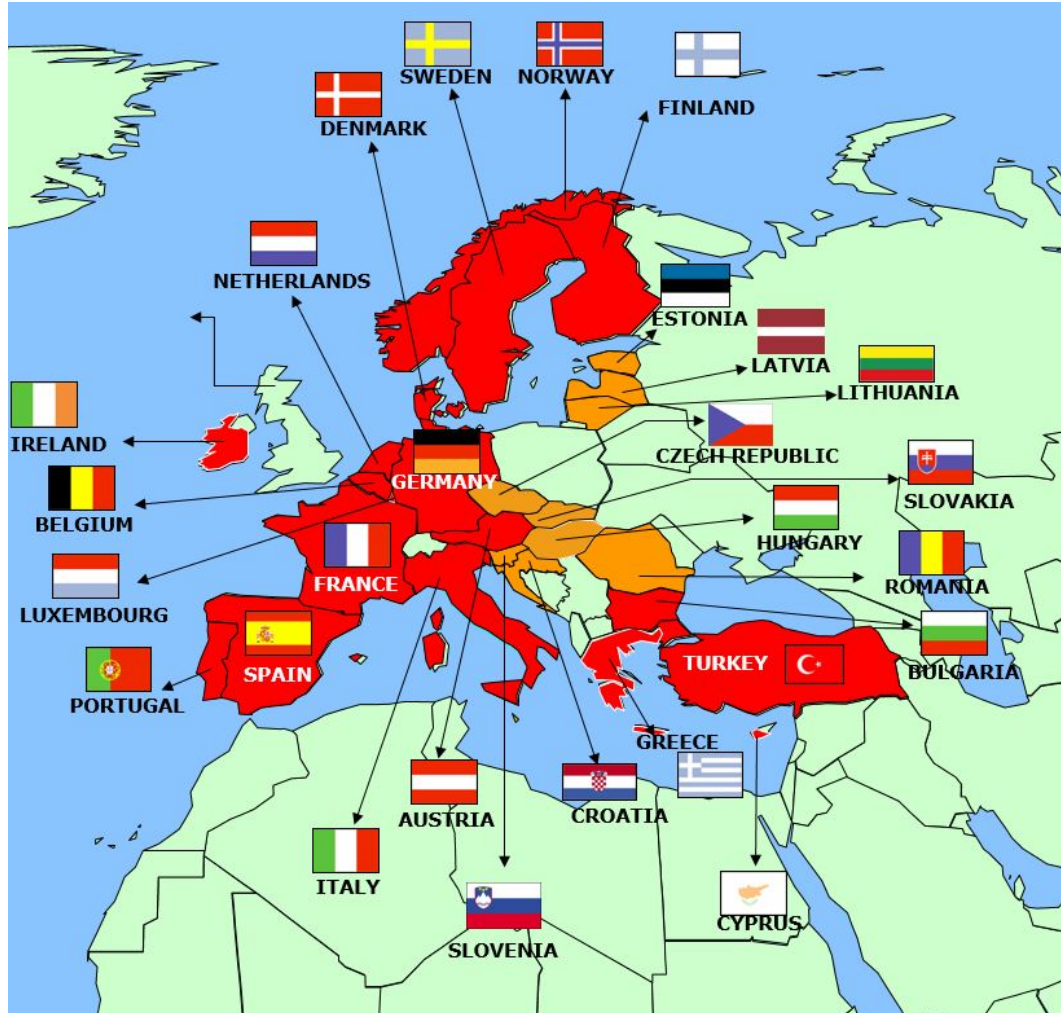 SWEDEN
NORWAY
FINLAND
DENMARK
NETHERLANDS
ESTONIA
LATVIA
LITHUANIA
IRELAND
CZECH REPUBLIC
GERMANY
SLOVAKIA
BELGIUM
HUNGARY
FRANCE
ROMANIA
LUXEMBOURG
TURKEY
BULGARIA
SPAIN
PORTUGAL
GREECE
AUSTRIA
CROATIA
ITALY
CYPRUS
SLOVENIA